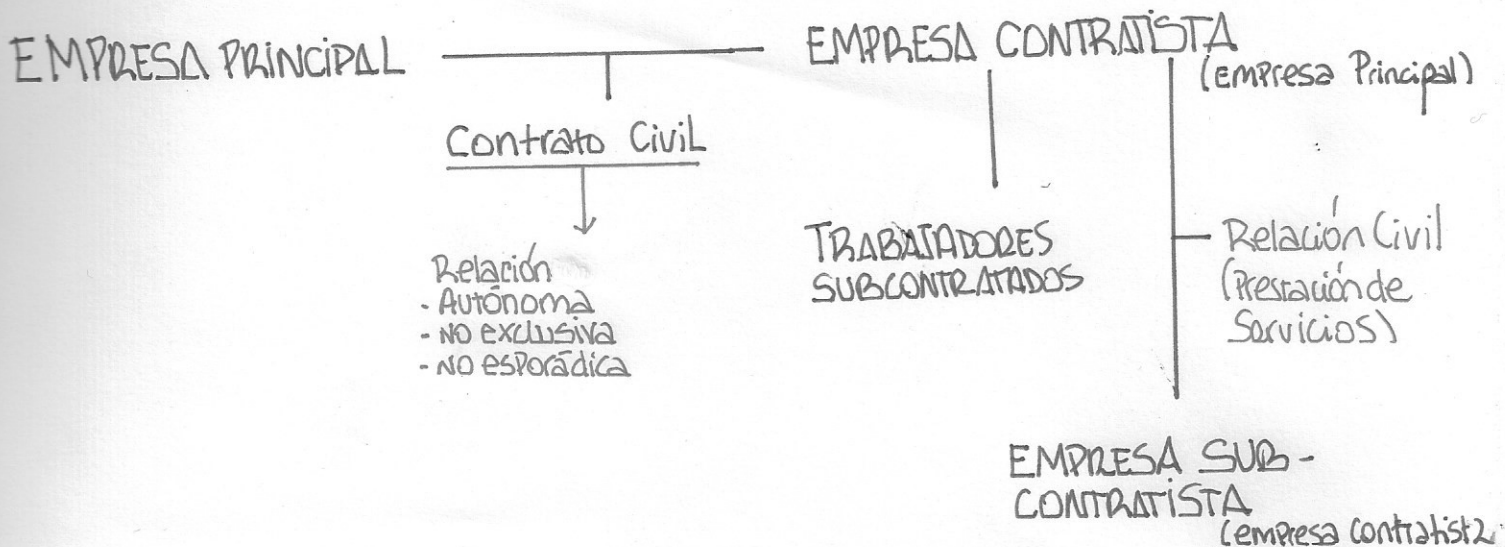 EMPRESA PRINCIPAL
EMPRESA CONTRATISTA
(empresa Principal)
Contrato Civil
Relación
- Autónoma
- NO exclusiva
- NO esporádica
TRABAJADORES
SUBCONTRATADOS
Relación Civil
(Prestación de
Servicios)
EMPRESA SUB-
CONTRATISTA
(empresa contratista